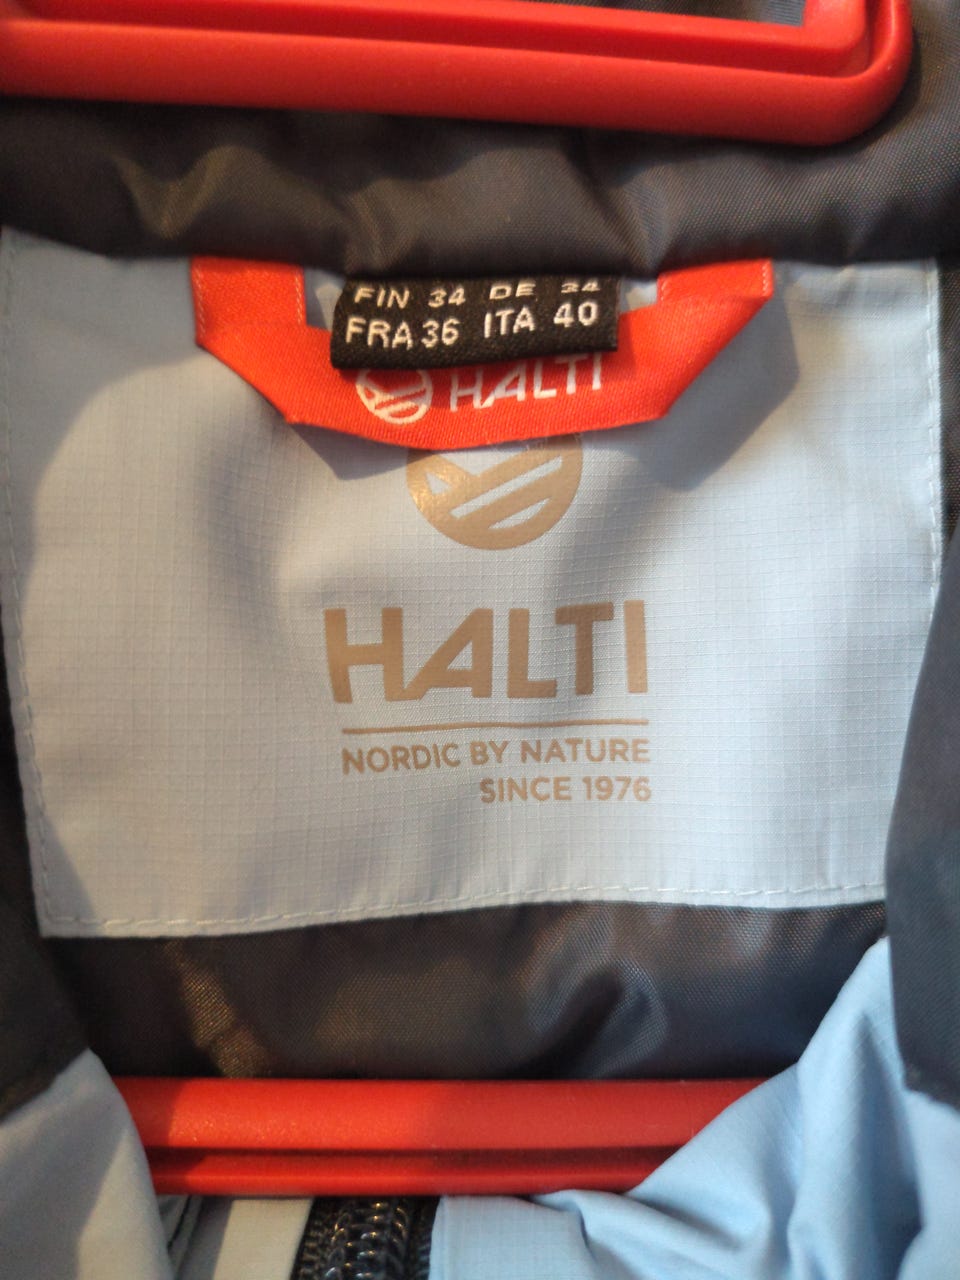 FIN 34 DE 34
FRA 36 ITA 40
HALTI
HALTI
NORDIC BY NATURE
SINCE 1976